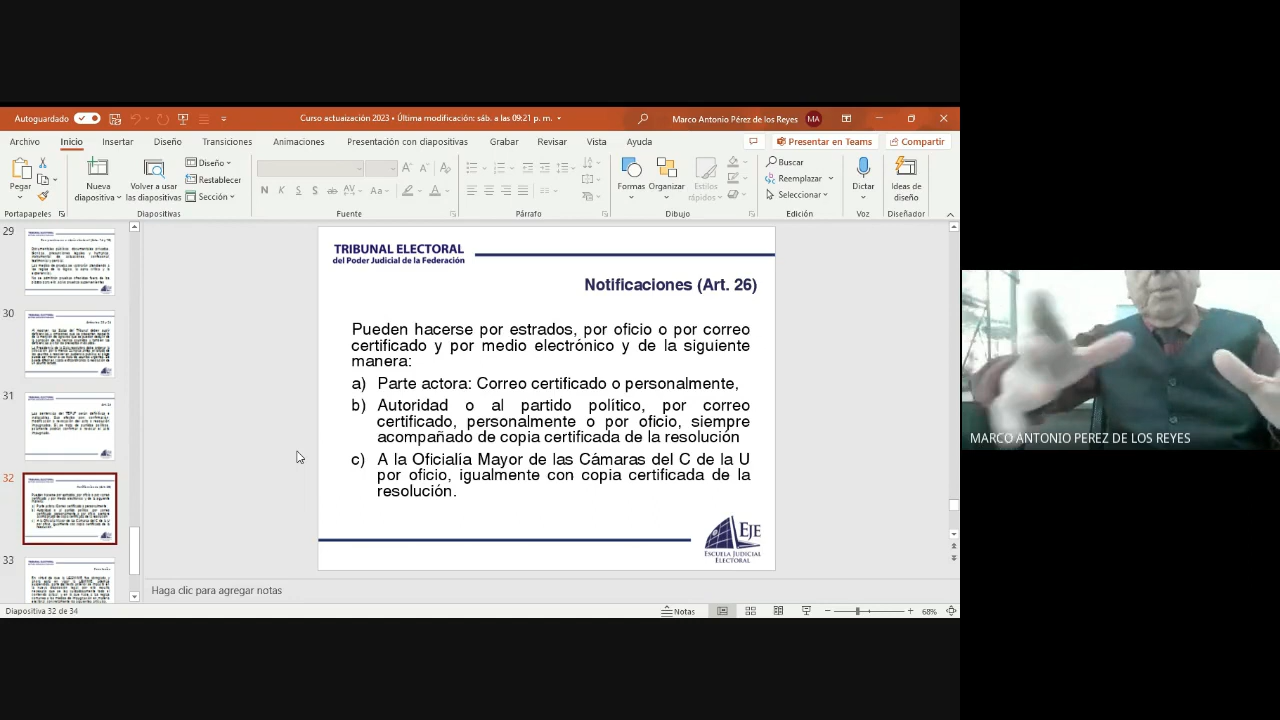 Autoguardado
Curso actuaización 2023 • Última modificación: sáb. a las 09:21 p. m.
Marco Antonio Pérez de los Reyes
MA
Archivo Inicio Insertar Diseño Transiciones Animaciones Presentación con diapositivas Grabar Revisar Vista Ayuda
Presentar en Teams
Compartir
Pegar
Nueva diapositiva
Volver a usar las diapositivas
Diseño
Restablecer
Sección
N K S S ab AV Aa A
Formas
Organizar
Estilos rápidos
Buscar
Reemplazar
Seleccionar
Dictar
Ideas de diseño
Portapapeles
Diapositivas
Fuente
Párrafo
Dibujo
Edición
Voz
Diseñador
29
30
31
32
33
TRIBUNAL ELECTORAL
del Poder Judicial de la Federación
Notificaciones (Art. 26)
Pueden hacerse por estrados, por oficio o por correo
certificado y por medio electrónico y de la siguiente
manera:
a) Parte actora: Correo certificado o personalmente,
b) Autoridad o al partido político, por correo
certificado, personalmente o por oficio, siempre
acompañado de copia certificada de la resolución
c) A la Oficialía Mayor de las Cámaras del C de la U
por oficio, igualmente con copia certificada de la
resolución.
EJE
ESCUELA JUDICIAL
ELECTORAL
Haga clic para agregar notas
Diapositiva 32 de 34
Notas
68%
MARCO ANTONIO PEREZ DE LOS REYES